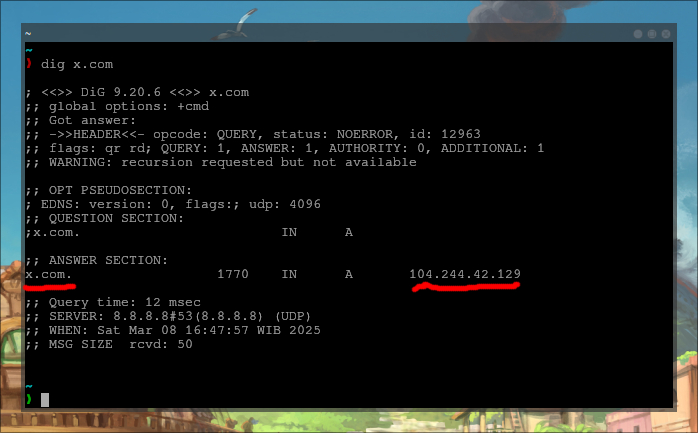 ~
~
❯ dig x.com
; <<>> DiG 9.20.6 <<>> x.com
;; global options: +cmd
;; Got answer:
;; ->>HEADER<<- opcode: QUERY, status: NOERROR, id: 12963
;; flags: qr rd; QUERY: 1, ANSWER: 1, AUTHORITY: 0, ADDITIONAL: 1
;; WARNING: recursion requested but not available
;; OPT PSEUDOSECTION:
; EDNS: version: 0, flags:; udp: 4096
;; QUESTION SECTION:
;x.com. IN A
;; ANSWER SECTION:
x.com. 1770 IN A 104.244.42.129
;; Query time: 12 msec
;; SERVER: 8.8.8.8#53(8.8.8.8) (UDP)
;; WHEN: Sat Mar 08 16:47:57 WIB 2025
;; MSG SIZE rcvd: 50
~
❯